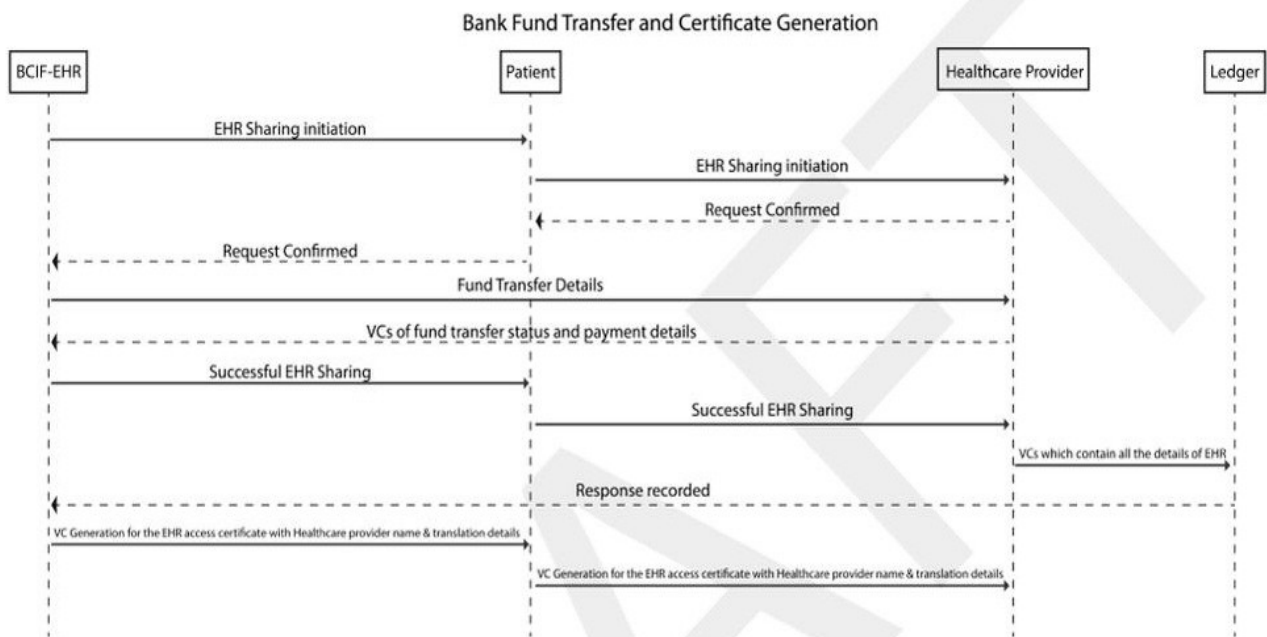 Bank Fund Transfer and Certificate Generation
BCIF-EHR
Patient
Healthcare Provider
Ledger
EHR Sharing initiation
EHR Sharing initiation
Request Confirmed
Request Confirmed
Fund Transfer Details
VCs of fund transfer status and payment details
Successful EHR Sharing
Successful EHR Sharing
VCs which contain all the details of EHR
Response recorded
VC Generation for the EHR access certificate with Healthcare provider name & translation details
VC Generation for the EHR access certificate with Healthcare provider name & translation details